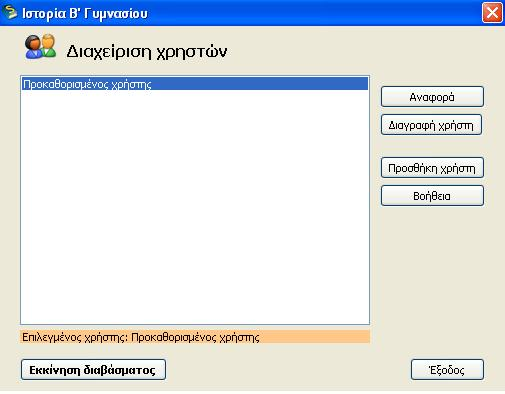 Ιστορία Β' Γυμνασίου
Διαχείριση χρηστών
Προκαθορισμένος χρήστης
Αναφορά
Διαγραφή χρήστη
Προσθήκη χρήστη
Βοήθεια
Επιλεγμένος χρήστης: Προκαθορισμένος χρήστης
Εκκίνηση διαβάσματος
Έξοδος